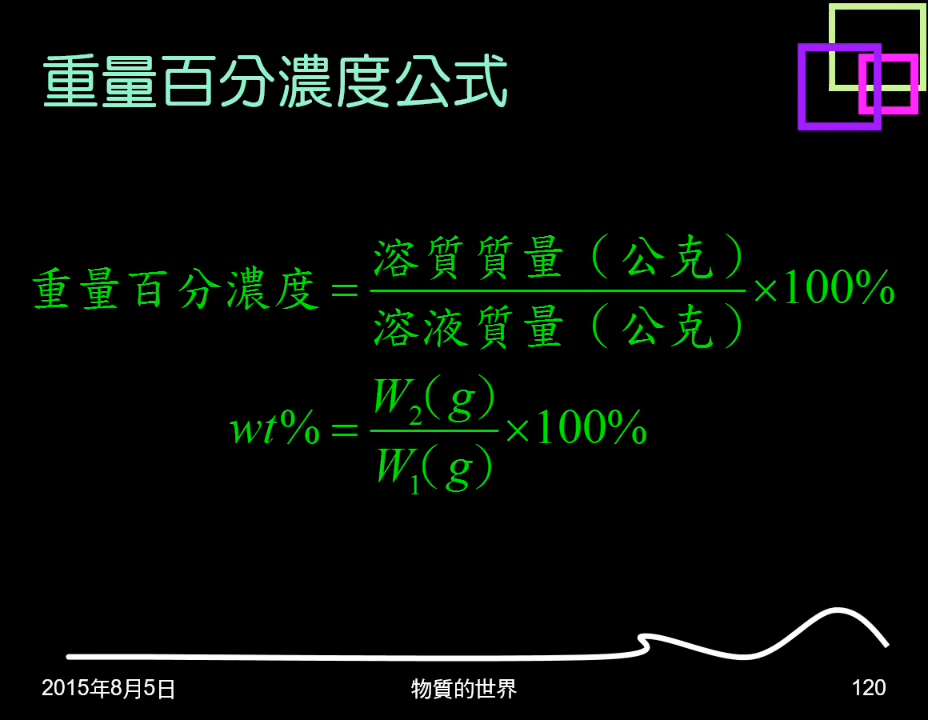 重量百分濃度公式
重量百分濃度 = 溶質質量（公克） / 溶液質量（公克） ×100%
wt% = W₂(g) / W₁(g) ×100%
2015年8月5日
物質的世界
120